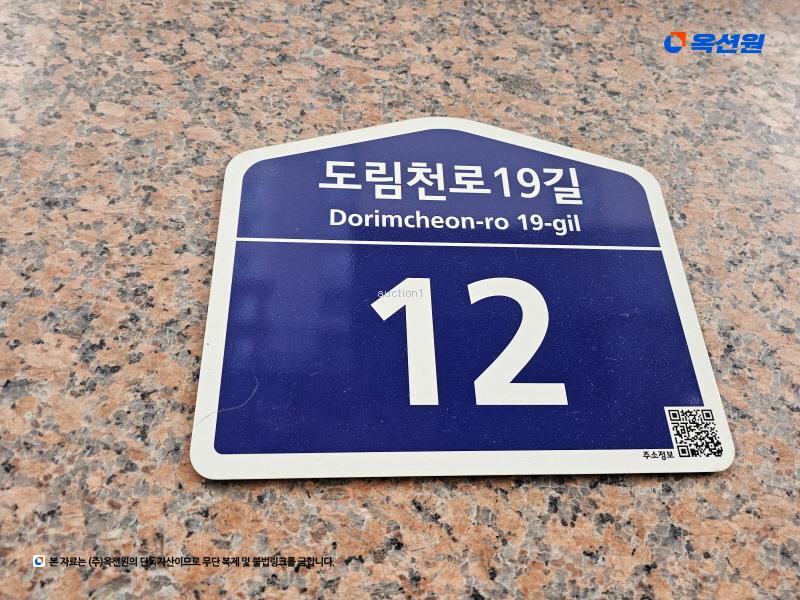 옥션원
도림천로19길
Dorimcheon-ro 19-gil
auction1
12
주소정보
본 자료는 (주)옥션원의 단독자산이므로 무단 복제 및 불법링크를 금합니다.